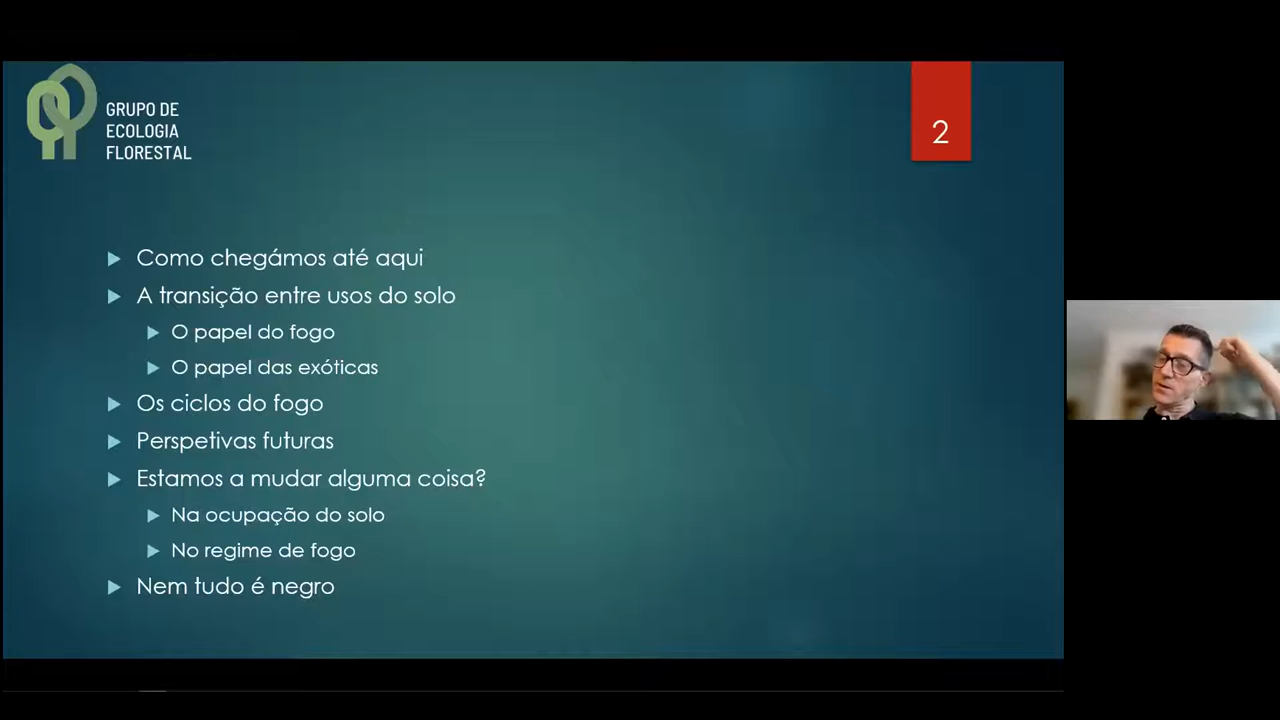 GRUPO DE
ECOLOGIA
FLORESTAL
2
Como chegámos até aqui
A transição entre usos do solo
O papel do fogo
O papel das exóticas
Os ciclos do fogo
Perspetivas futuras
Estamos a mudar alguma coisa?
Na ocupação do solo
No regime de fogo
Nem tudo é negro